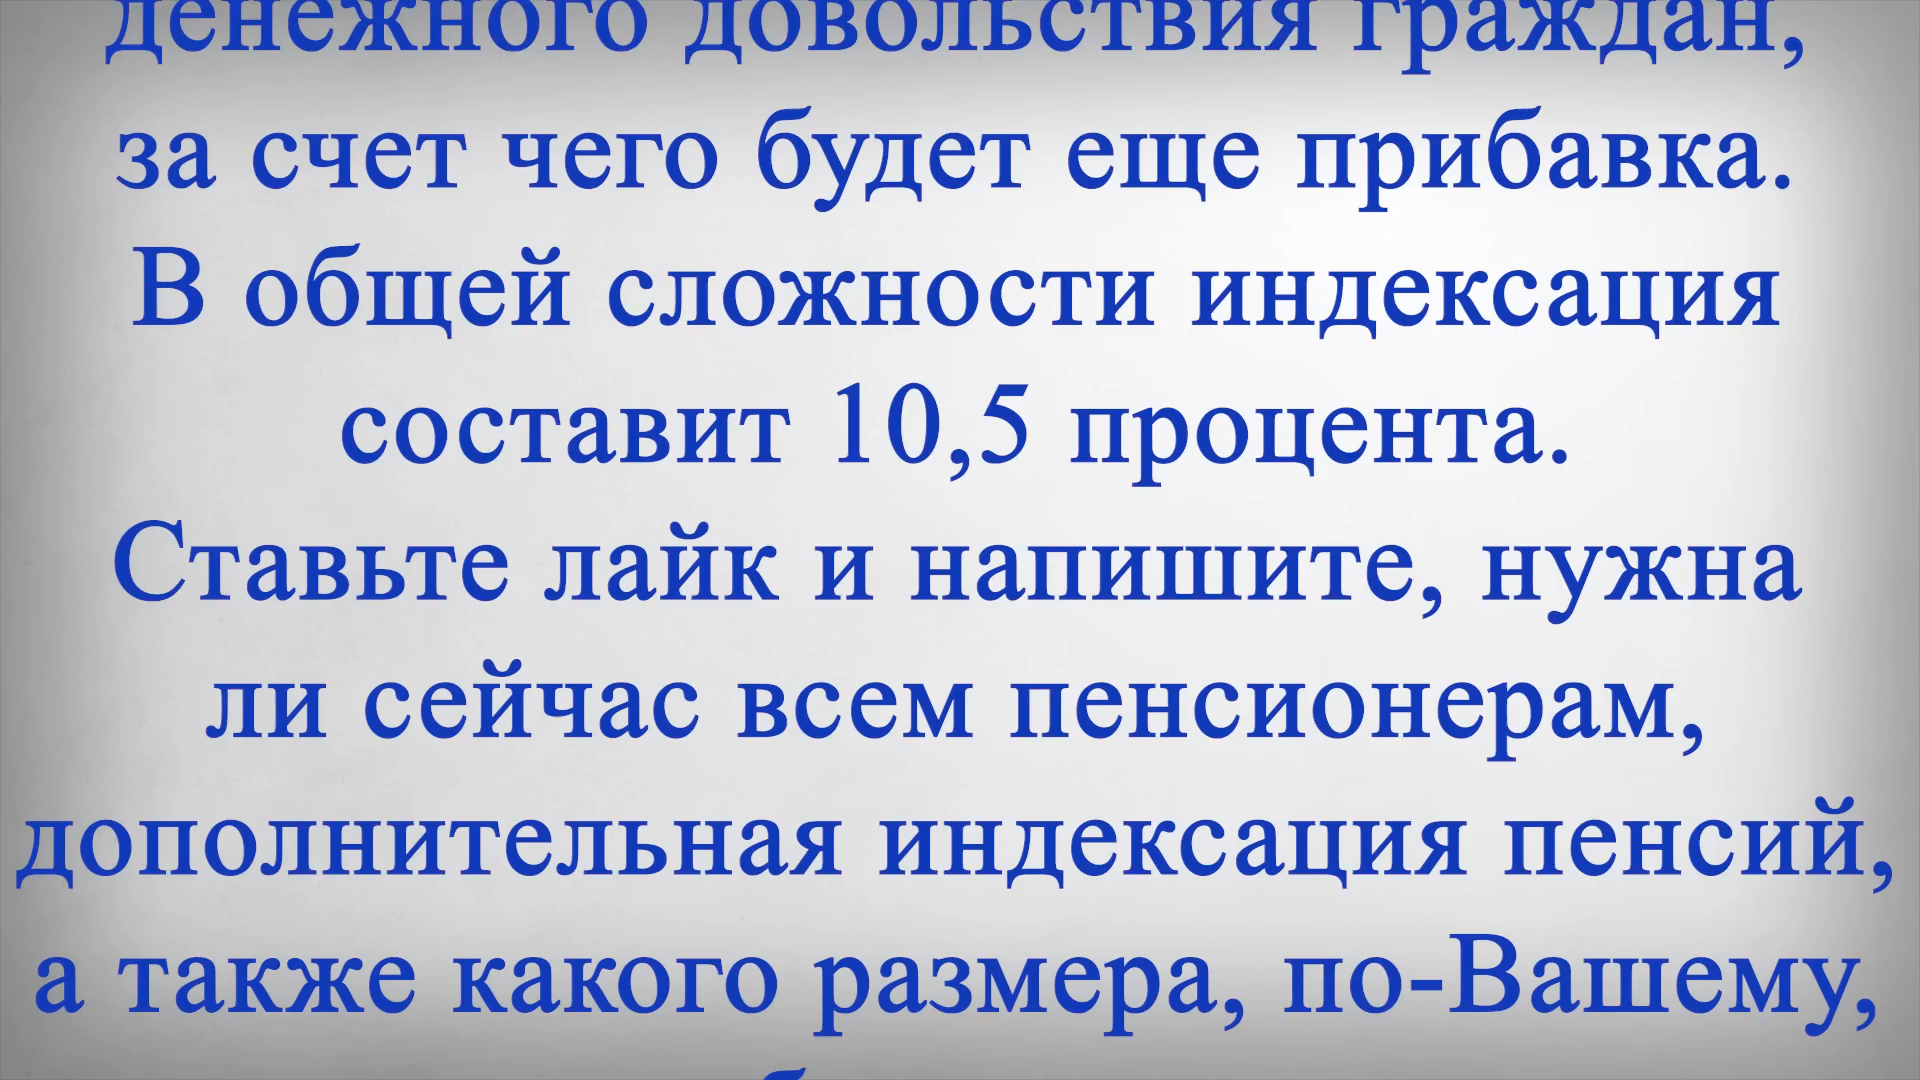 денежного довольствия граждан,
за счет чего будет еще прибавка.
В общей сложности индексация
составит 10,5 процента.
Ставьте лайк и напишите, нужна
ли сейчас всем пенсионерам,
дополнительная индексация пенсий,
а также какого размера, по-Вашему,